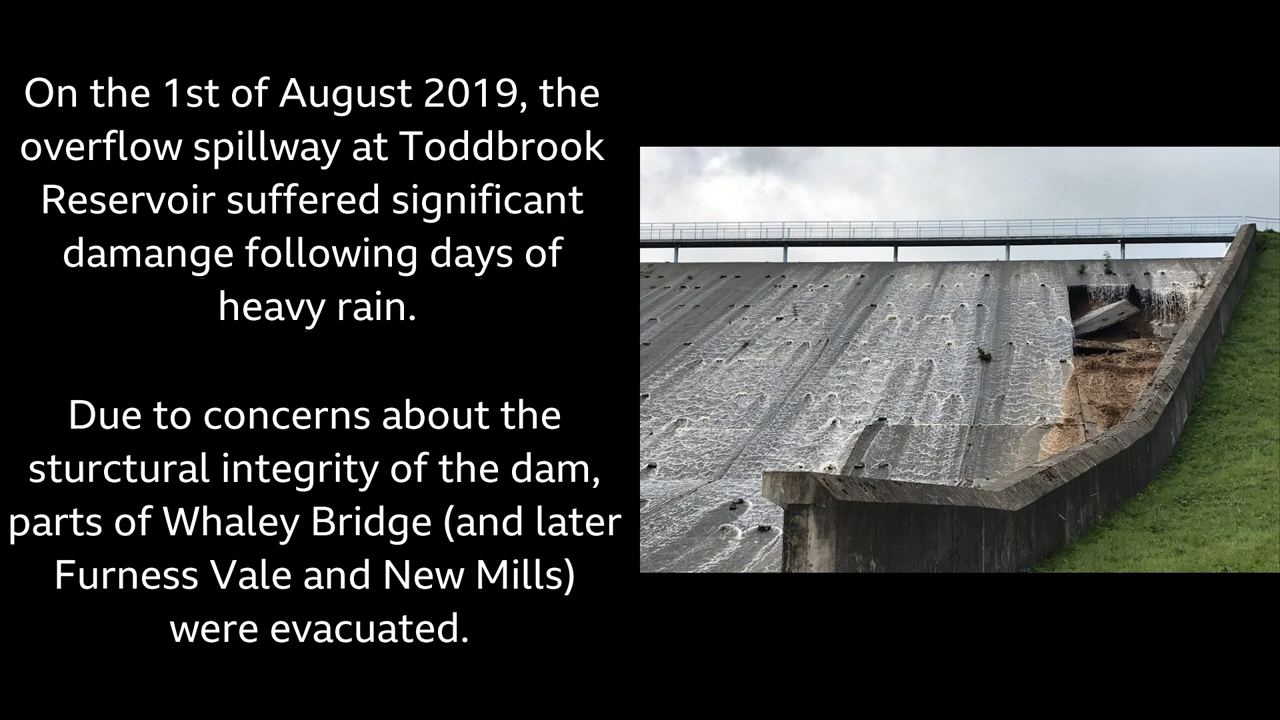 On the 1st of August 2019, the
overflow spillway at Toddbrook
Reservoir suffered significant
damange following days of
heavy rain.
Due to concerns about the
sturctural integrity of the dam,
parts of Whaley Bridge (and later
Furness Vale and New Mills)
were evacuated.